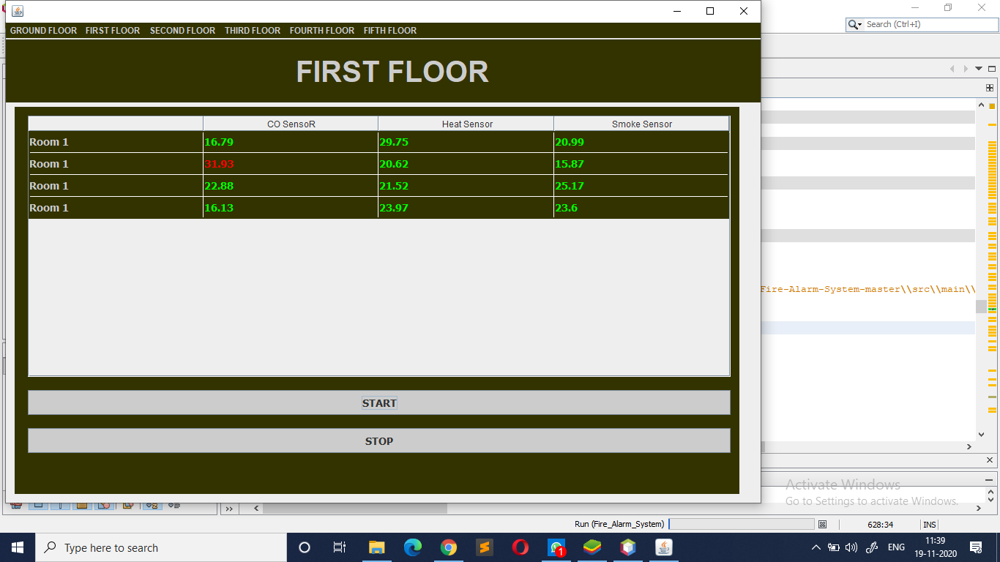 Search (Ctrl+I)
GROUND FLOOR FIRST FLOOR SECOND FLOOR THIRD FLOOR FOURTH FLOOR FIFTH FLOOR
FIRST FLOOR
CO SensoR Heat Sensor Smoke Sensor
Room 1 16.79 29.75 20.99
Room 1 31.93 20.62 15.87
Room 1 22.88 21.52 25.17
Room 1 16.13 23.97 23.6
Fire-Alarm-System-master\\src\\main\\
START
STOP
Activate Windows
Go to Settings to activate Windows.
Run (Fire_Alarm_System) 628:34 INS
Type here to search
1
ENG
11:39
19-11-2020